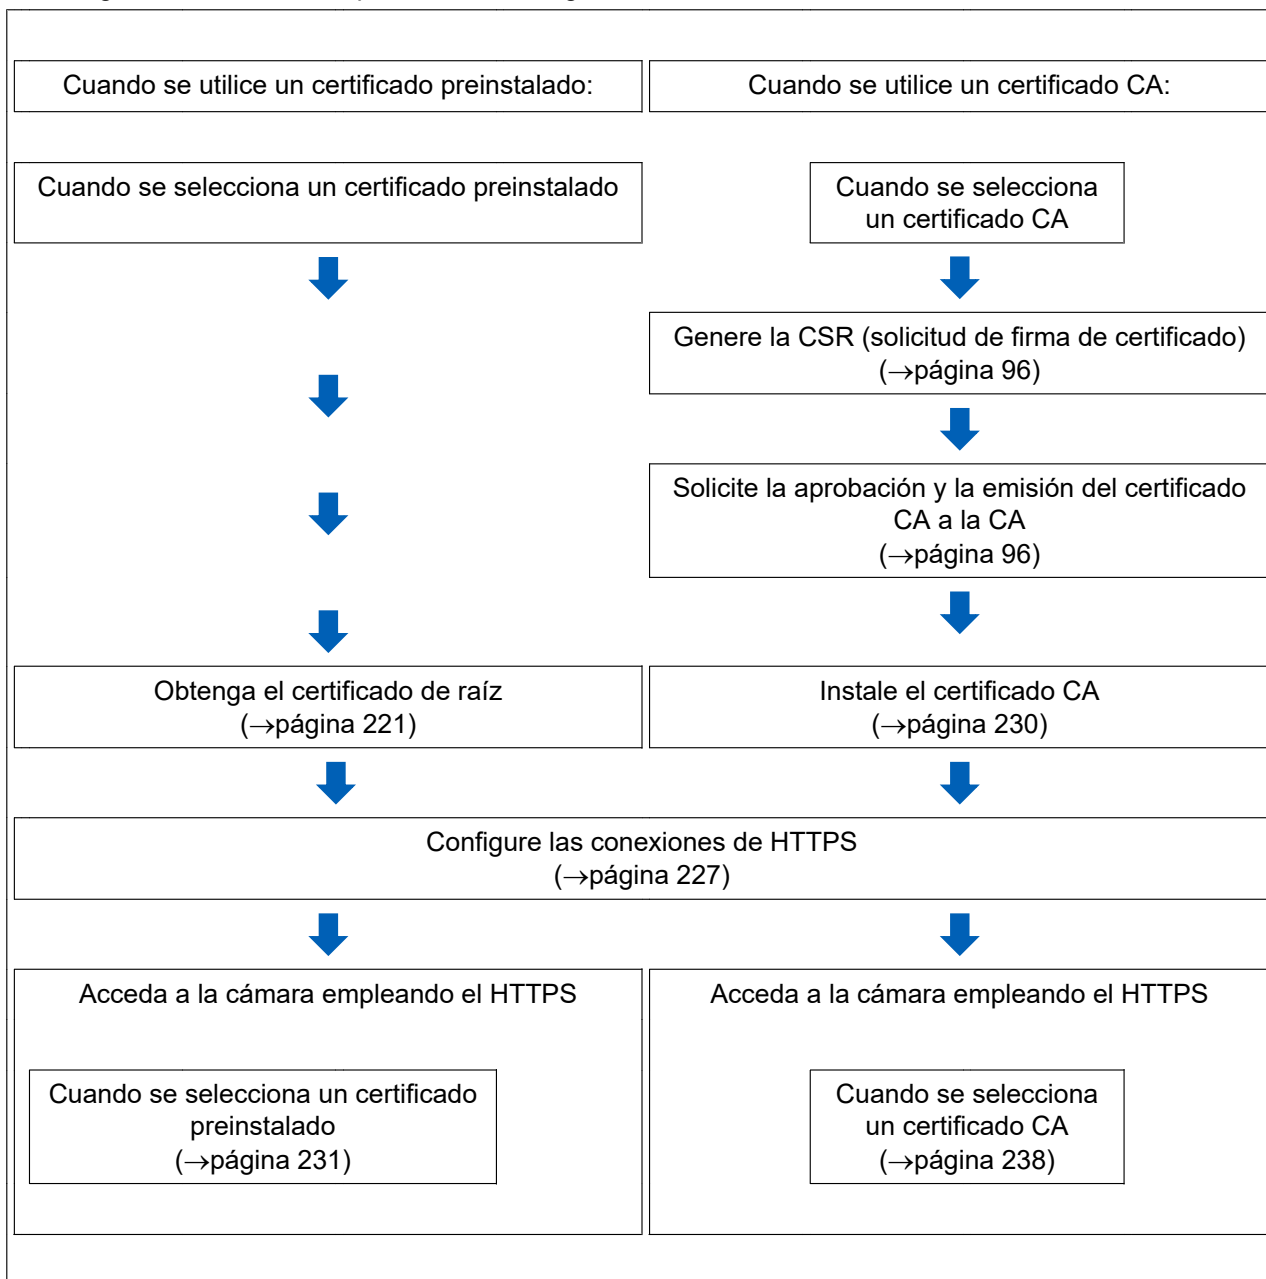 Cuando se utilice un certificado preinstalado:
Cuando se utilice un certificado CA:
Cuando se selecciona un certificado preinstalado
Cuando se selecciona
un certificado CA
Genere la CSR (solicitud de firma de certificado)
(→página 96)
Solicite la aprobación y la emisión del certificado
CA a la CA
(→página 96)
Obtenga el certificado de raíz
(→página 221)
Instale el certificado CA
(→página 230)
Configure las conexiones de HTTPS
(→página 227)
Acceda a la cámara empleando el HTTPS
Cuando se selecciona un certificado
preinstalado
(→página 231)
Acceda a la cámara empleando el HTTPS
Cuando se selecciona
un certificado CA
(→página 238)